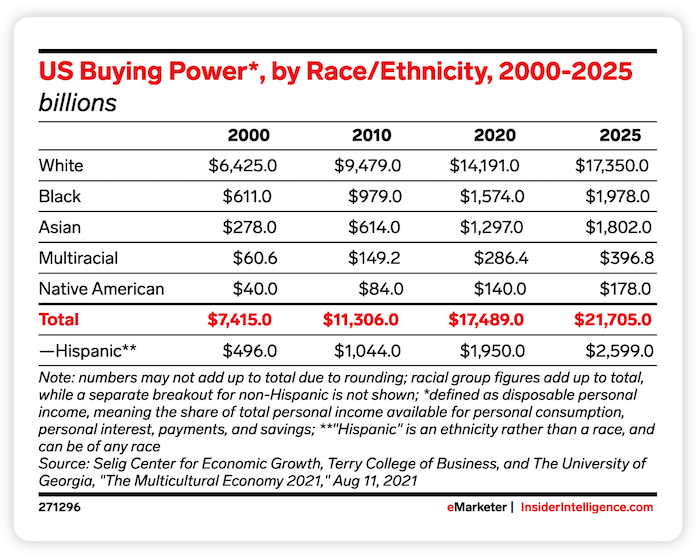 US Buying Power*, by Race/Ethnicity, 2000-2025
billions
2000 2010 2020 2025
White $6,425.0 $9,479.0 $14,191.0 $17,350.0
Black $611.0 $979.0 $1,574.0 $1,978.0
Asian $278.0 $614.0 $1,297.0 $1,802.0
Multiracial $60.6 $149.2 $286.4 $396.8
Native American $40.0 $84.0 $140.0 $178.0
Total $7,415.0 $11,306.0 $17,489.0 $21,705.0
—Hispanic** $496.0 $1,044.0 $1,950.0 $2,599.0
Note: numbers may not add up to total due to rounding; racial group figures add up to total,
while a separate breakout for non-Hispanic is not shown; *defined as disposable personal
income, meaning the share of total personal income available for personal consumption,
personal interest, payments, and savings; **"Hispanic" is an ethnicity rather than a race, and
can be of any race
Source: Selig Center for Economic Growth, Terry College of Business, and The University of
Georgia, "The Multicultural Economy 2021," Aug 11, 2021
271296 eMarketer | InsiderIntelligence.com